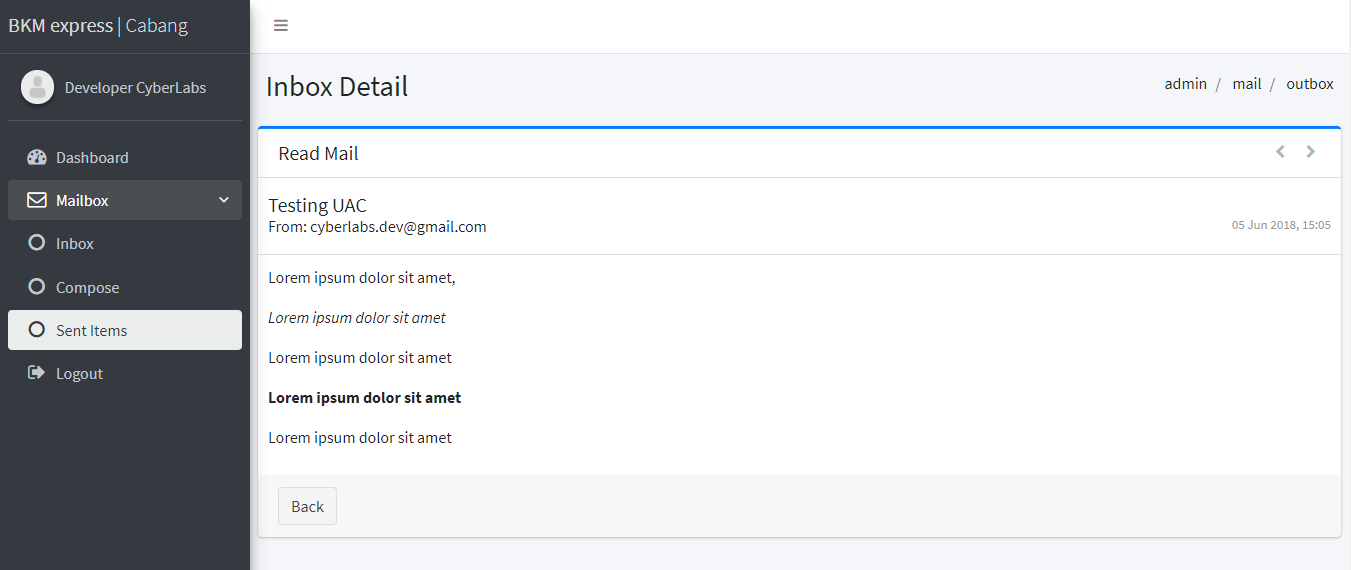 BKM express | Cabang
Developer CyberLabs
Dashboard
Mailbox
Inbox
Compose
Sent Items
Logout
Inbox Detail
admin / mail / outbox
Read Mail
Testing UAC
From: cyberlabs.dev@gmail.com
05 Jun 2018, 15:05
Lorem ipsum dolor sit amet,
Lorem ipsum dolor sit amet
Lorem ipsum dolor sit amet
Lorem ipsum dolor sit amet
Lorem ipsum dolor sit amet
Back